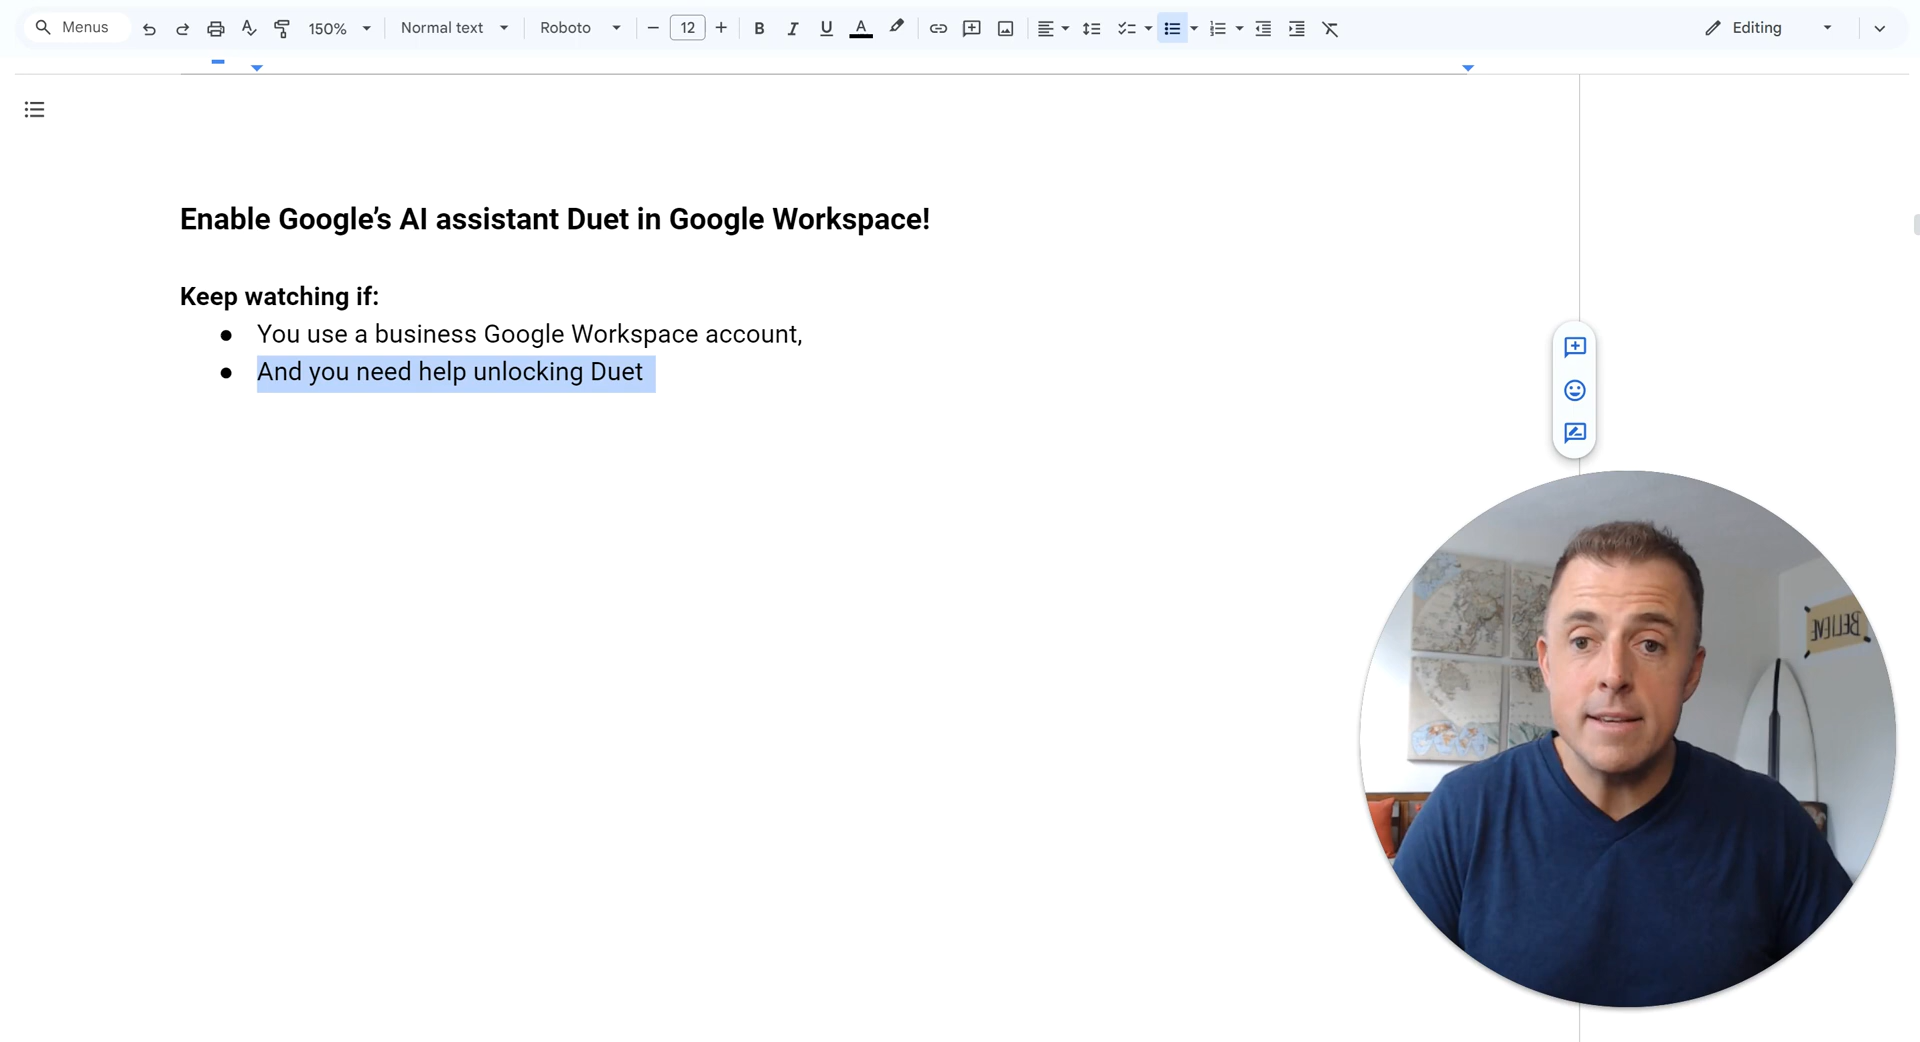 Menus 150% Normal text Roboto 12 B I U A Editing
Enable Google’s AI assistant Duet in Google Workspace!
Keep watching if:
● You use a business Google Workspace account,
● And you need help unlocking Duet
BELIEVE